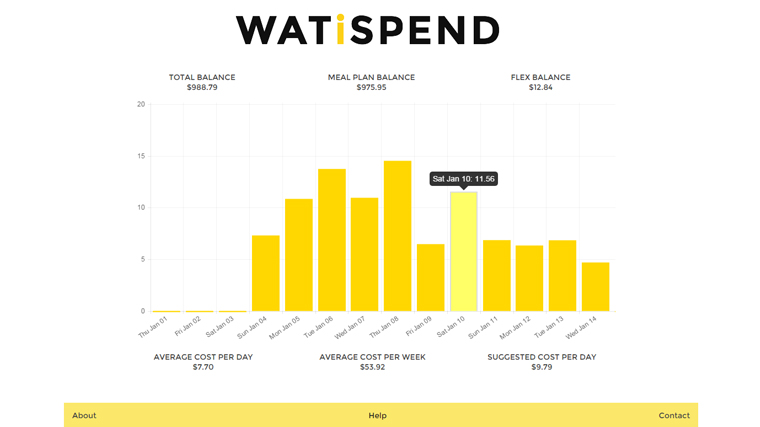 WATiSPEND
TOTAL BALANCE MEAL PLAN BALANCE FLEX BALANCE
$988.79 $975.95 $12.84
20
15
10
5
0
Sat Jan 10: 11.56
Thu Jan 01 Fri Jan 02 Sat Jan 03 Sun Jan 04 Mon Jan 05 Tue Jan 06 Wed Jan 07 Thu Jan 08 Fri Jan 09 Sat Jan 10 Sun Jan 11 Mon Jan 12 Tue Jan 13 Wed Jan 14
AVERAGE COST PER DAY AVERAGE COST PER WEEK SUGGESTED COST PER DAY
$7.70 $53.92 $9.79
About Help Contact